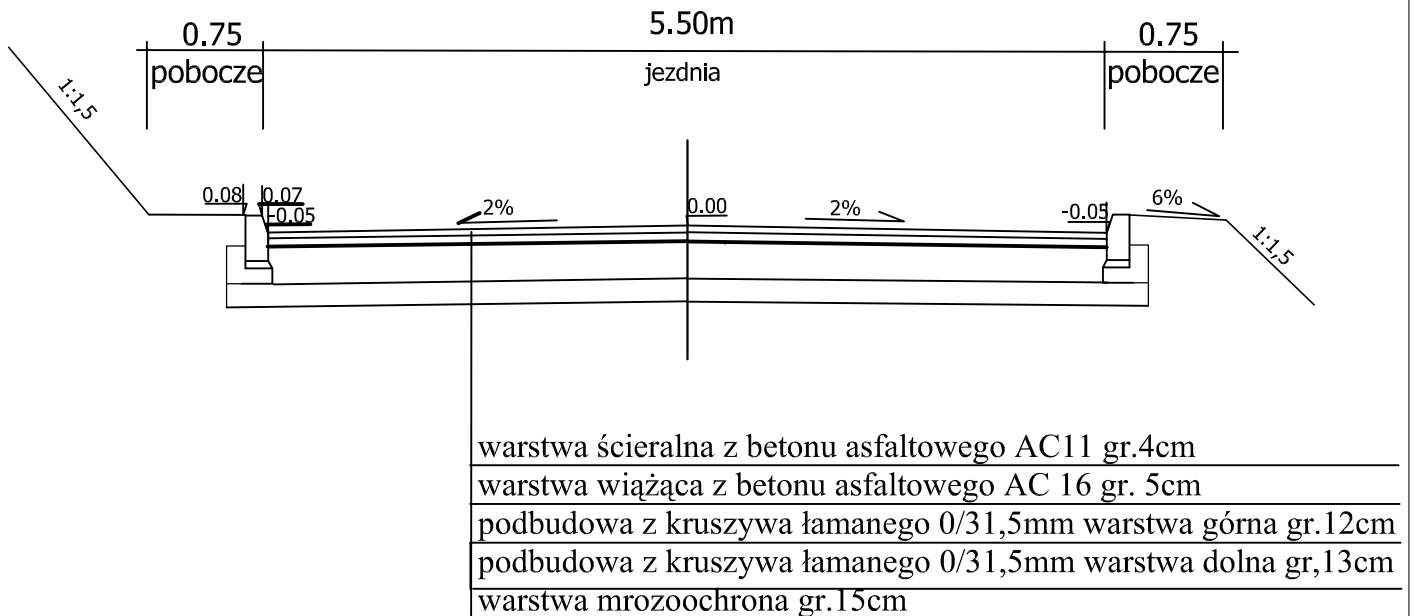 0.75
5.50m
0.75
pobocze
jezdnia
pobocze
1:1,5
0.08
0.07
-0.05
2%
0.00
2%
-0.05
6%
1:1,5
warstwa ścieralna z betonu asfaltowego AC11 gr.4cm
warstwa wiążąca z betonu asfaltowego AC 16 gr. 5cm
podbudowa z kruszywa łamanego 0/31,5mm warstwa górna gr.12cm
podbudowa z kruszywa łamanego 0/31,5mm warstwa dolna gr,13cm
warstwa mrozoochrona gr.15cm